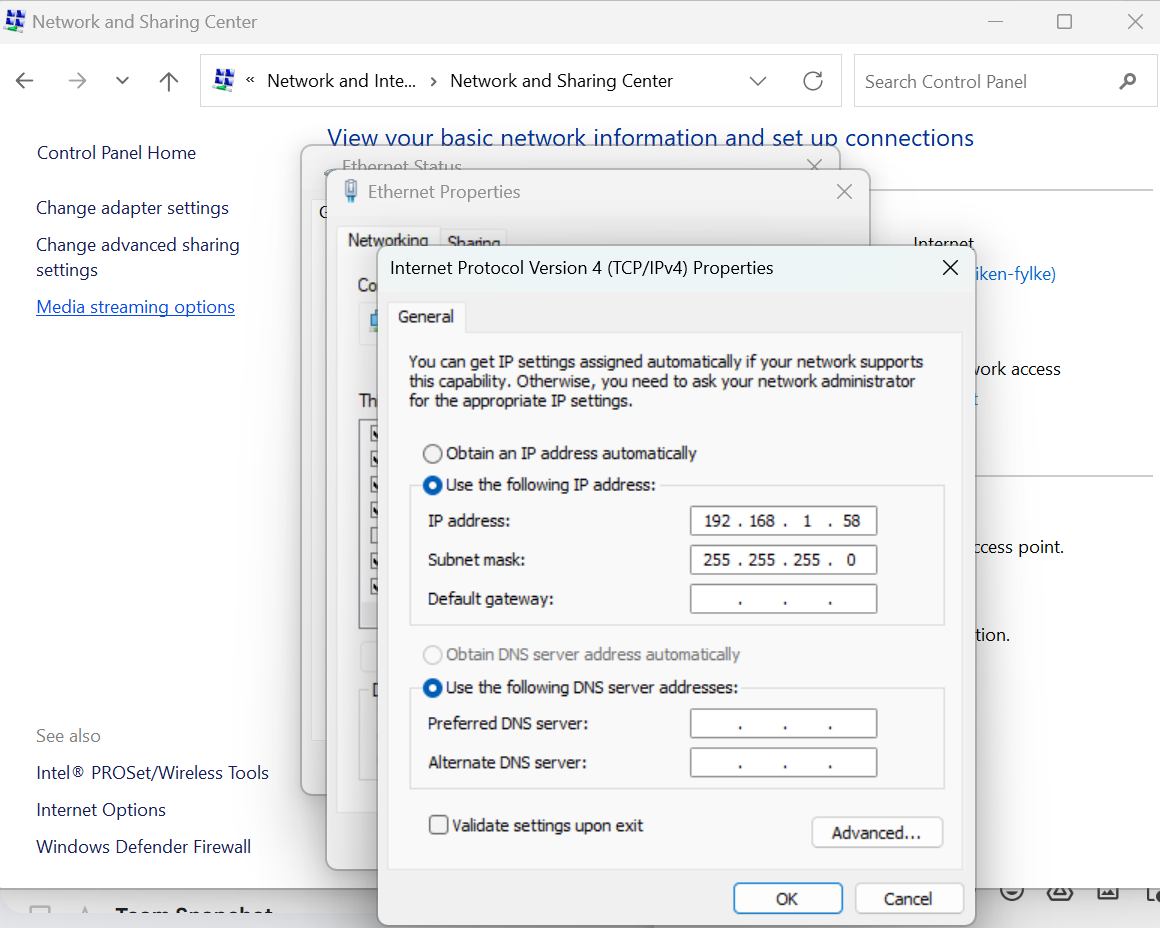 Network and Sharing Center
« Network and Inte... › Network and Sharing Center
Search Control Panel
Control Panel Home
Change adapter settings
Change advanced sharing
settings
Media streaming options
See also
Intel® PROSet/Wireless Tools
Internet Options
Windows Defender Firewall
View your basic network information and set up connections
Ethernet Status
Ethernet Properties
Networking
Sharing
Internet
iken-fylke)
work access
ccess point.
tion.
Internet Protocol Version 4 (TCP/IPv4) Properties
General
You can get IP settings assigned automatically if your network supports
this capability. Otherwise, you need to ask your network administrator
for the appropriate IP settings.
Obtain an IP address automatically
Use the following IP address:
IP address: 192 . 168 . 1 . 58
Subnet mask: 255 . 255 . 255 . 0
Default gateway: . . .
Obtain DNS server address automatically
Use the following DNS server addresses:
Preferred DNS server: . . .
Alternate DNS server: . . .
Validate settings upon exit
Advanced...
OK
Cancel
Team Snapshot